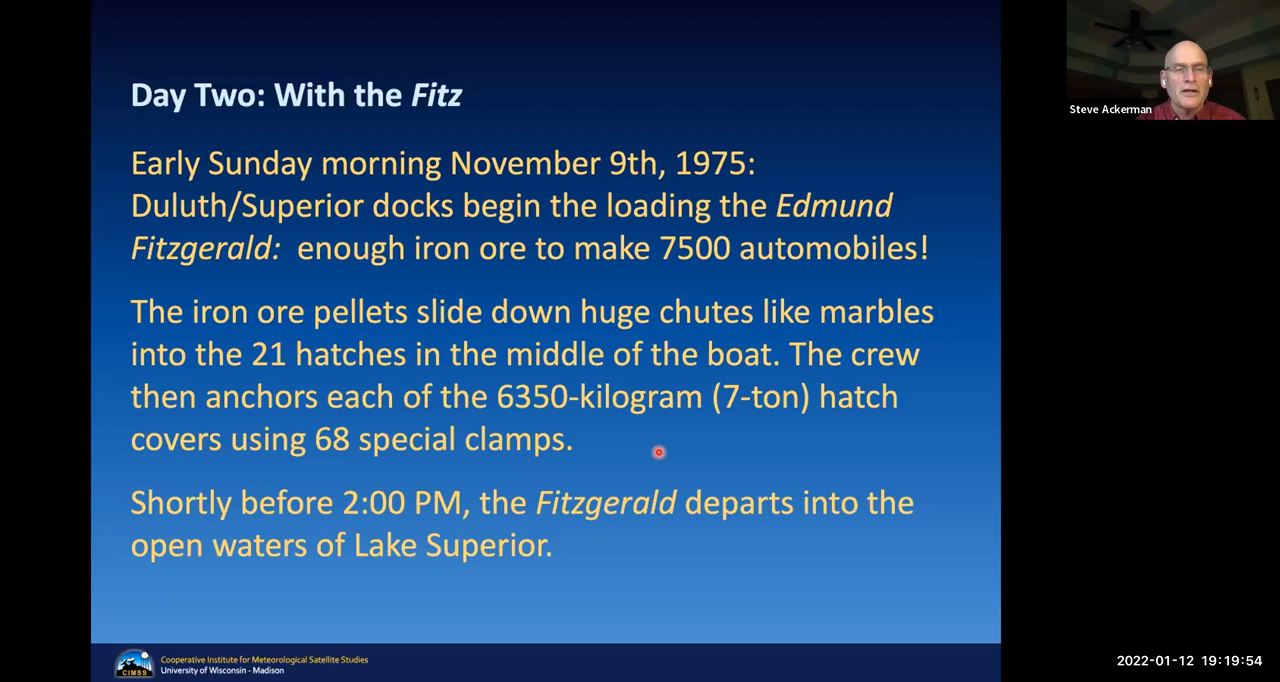 Day Two: With the Fitz
Early Sunday morning November 9th, 1975:
Duluth/Superior docks begin the loading the Edmund
Fitzgerald:  enough iron ore to make 7500 automobiles!
The iron ore pellets slide down huge chutes like marbles
into the 21 hatches in the middle of the boat. The crew
then anchors each of the 6350-kilogram (7-ton) hatch
covers using 68 special clamps.
Shortly before 2:00 PM, the Fitzgerald departs into the
open waters of Lake Superior.
Steve Ackerman
CIMSS
Cooperative Institute for Meteorological Satellite Studies
University of Wisconsin - Madison
2022-01-12 19:19:54